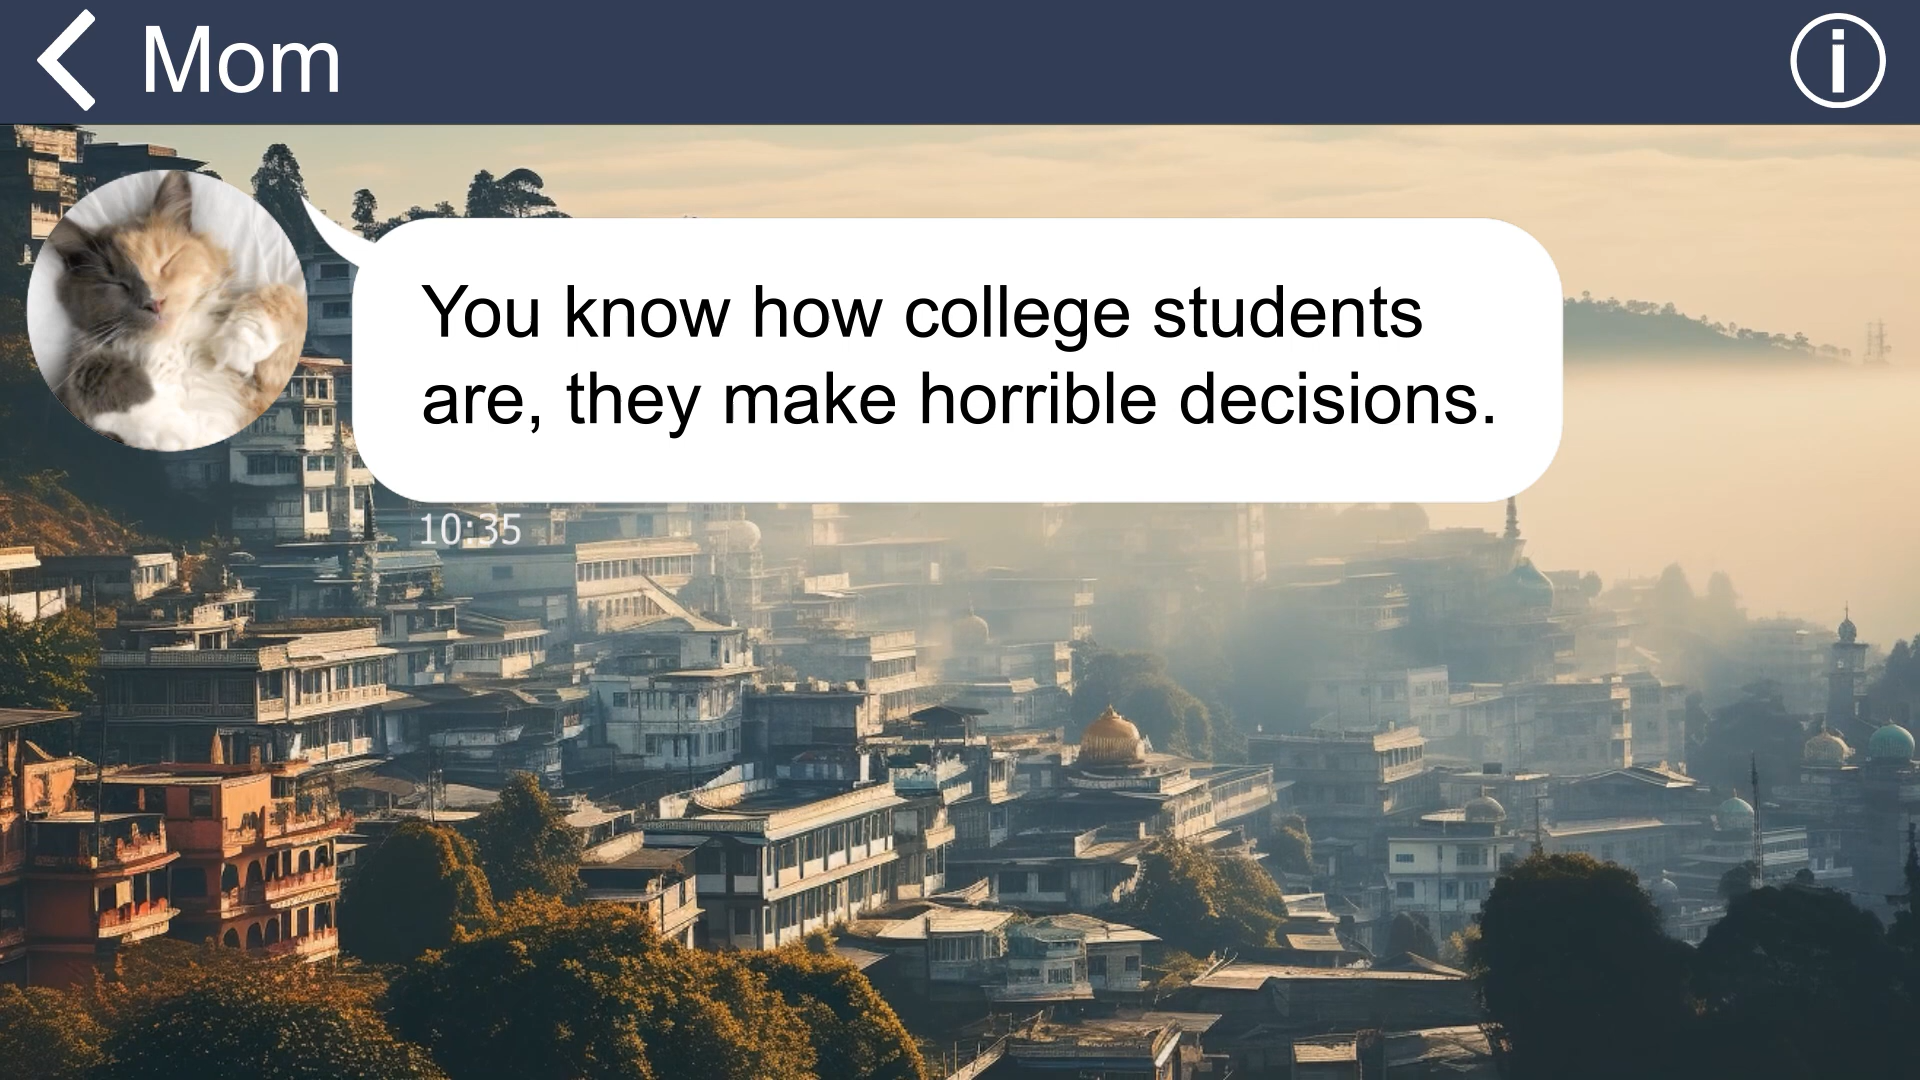 Mom
You know how college students
are, they make horrible decisions.
10:35